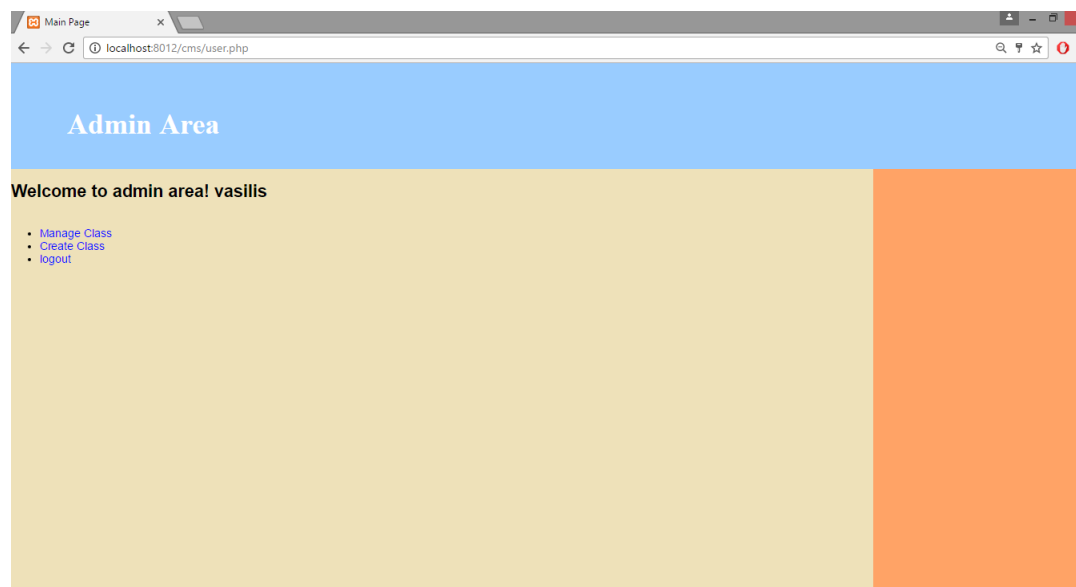 Main Page
localhost:8012/cms/user.php
Admin Area
Welcome to admin area! vasilis
Manage Class
Create Class
logout